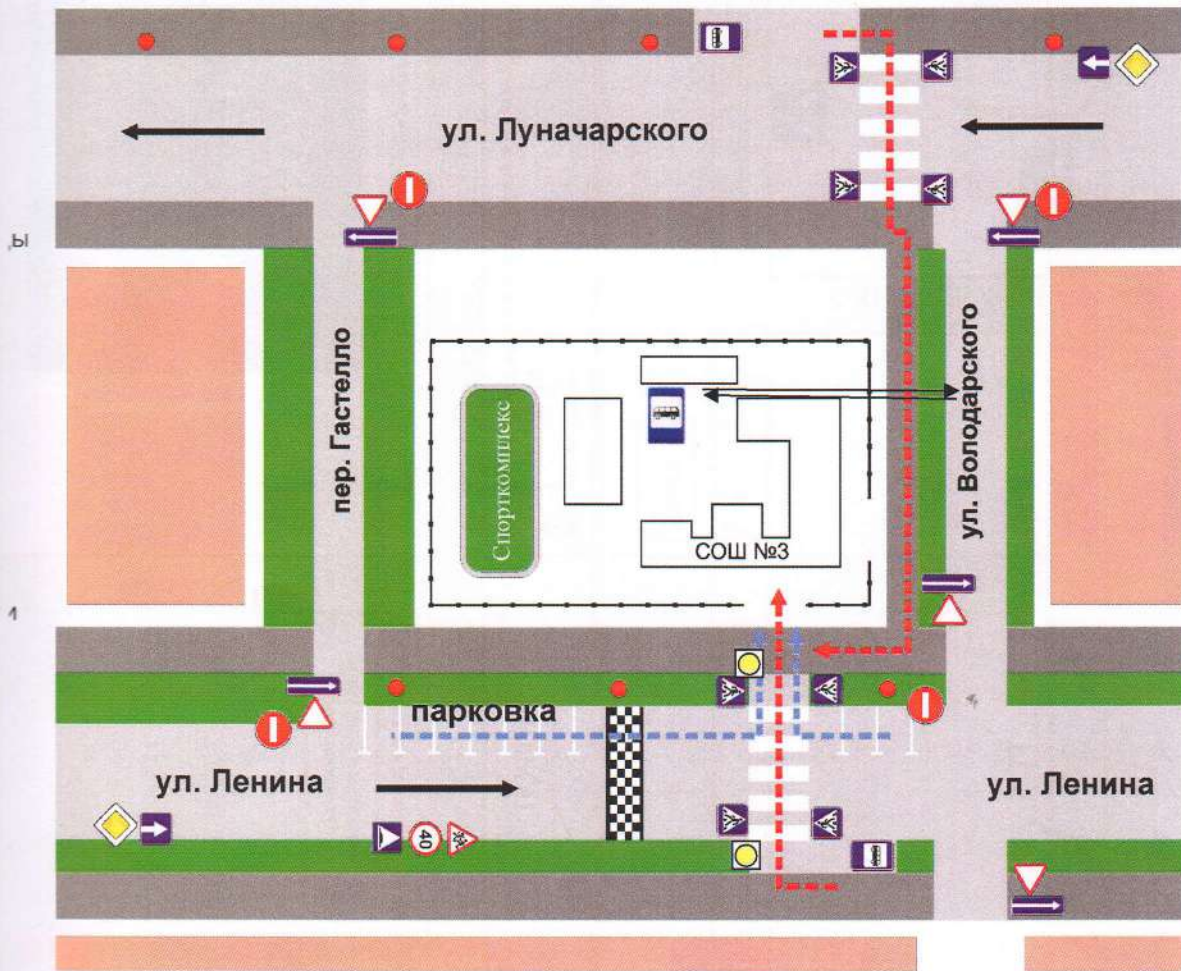 ул. Луначарского
ы
пер. Гастелло
Спорткомплекс
ул. Володарского
СОШ №3
парковка
ул. Ленина
ул. Ленина
40